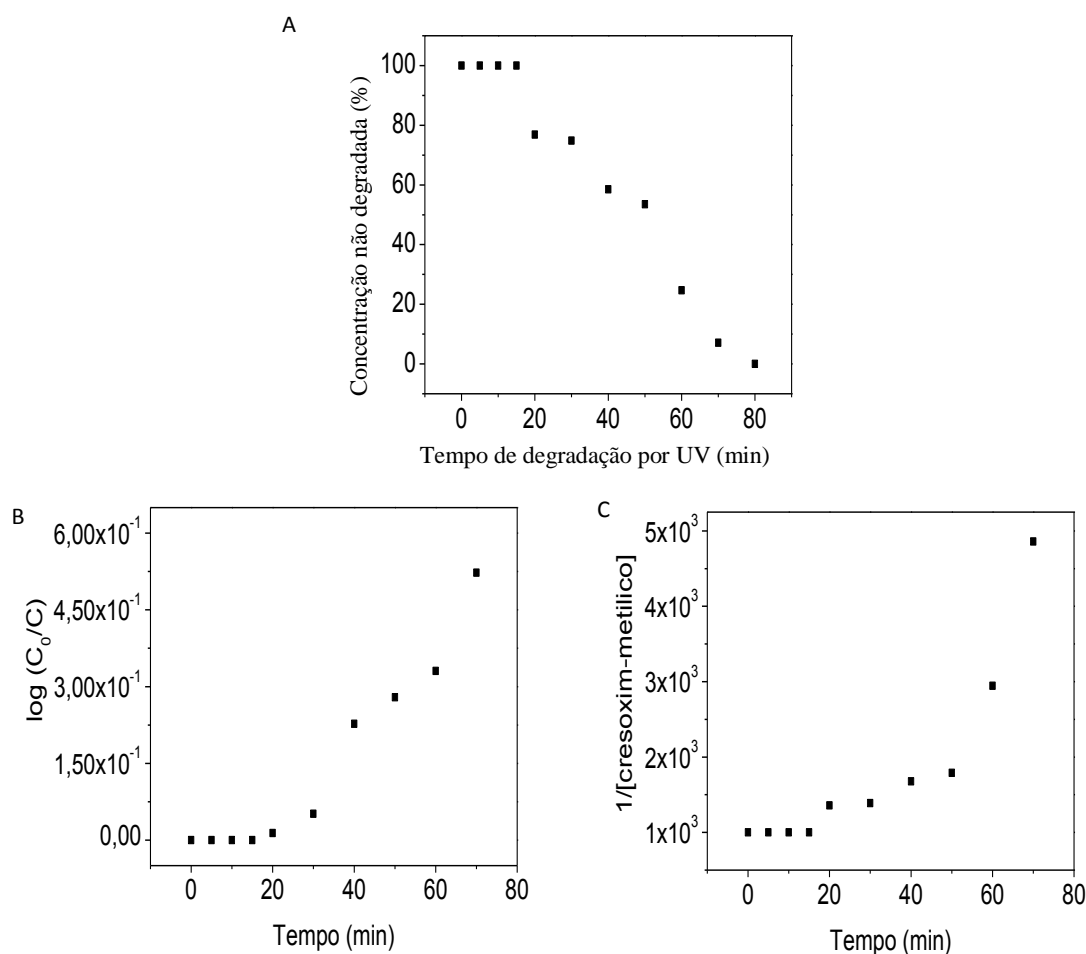 A
Concentração não degradada (%)
100
80
60
40
20
0
0 20 40 60 80
Tempo de degradação por UV (min)
B
log (C₀/C)
6,00x10⁻¹
4,50x10⁻¹
3,00x10⁻¹
1,50x10⁻¹
0,00
0 20 40 60 80
Tempo (min)
C
1/[cresoxim-metilico]
5x10³
4x10³
3x10³
2x10³
1x10³
0 20 40 60 80
Tempo (min)